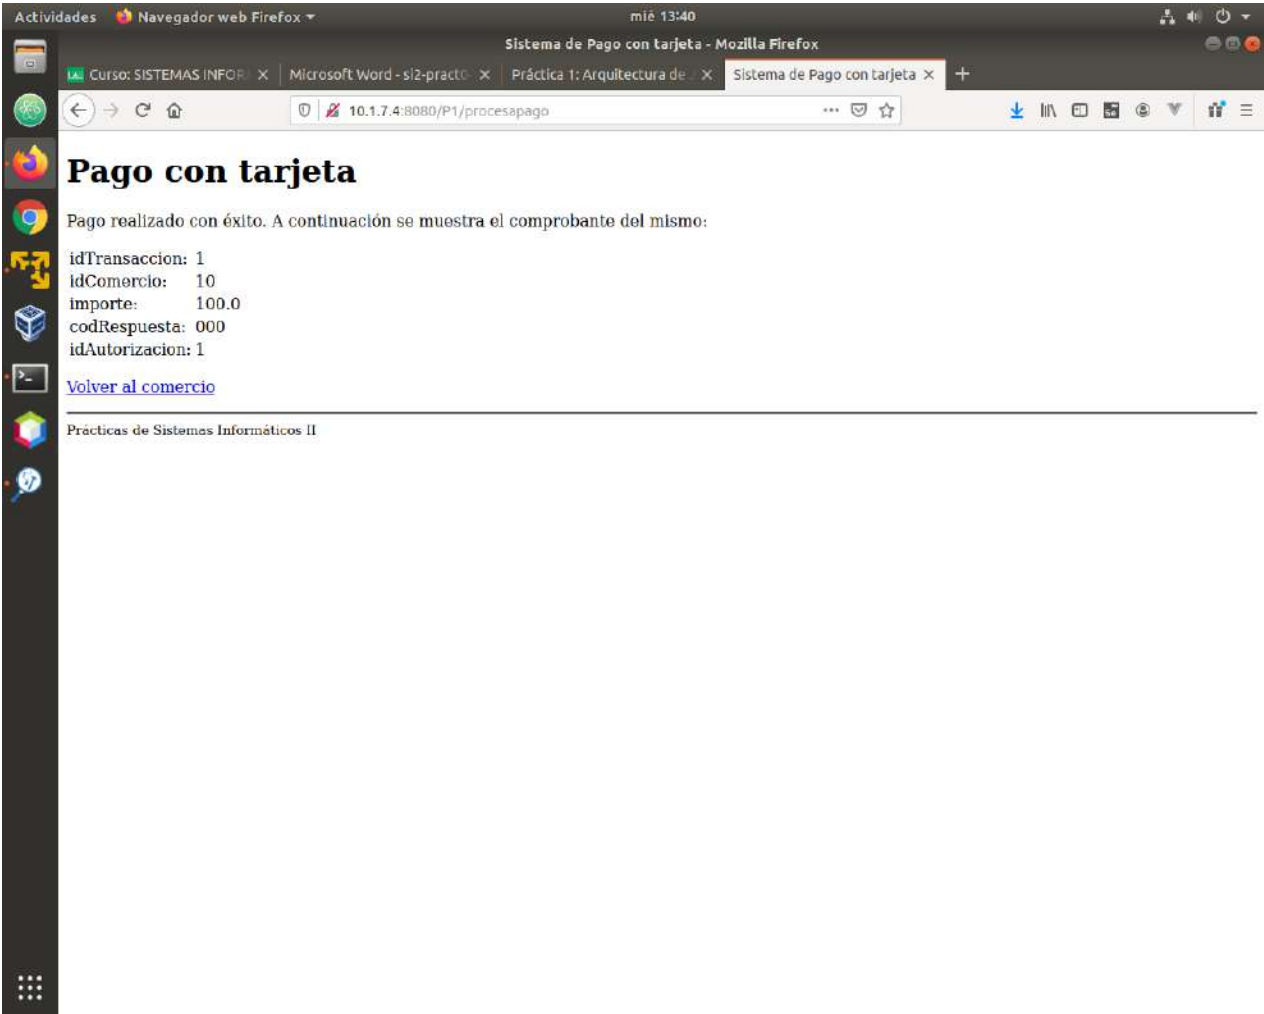 Actividades Navegador web Firefox mié 13:40
Sistema de Pago con tarjeta - Mozilla Firefox
Curso: SISTEMAS INFOR Microsoft Word - si2-practo Práctica 1: Arquitectura de Sistema de Pago con tarjeta
10.1.7.4:8080/P1/procesapago
Pago con tarjeta
Pago realizado con éxito. A continuación se muestra el comprobante del mismo:
idTransaccion: 1
idComercio: 10
importe: 100.0
codRespuesta: 000
idAutorizacion: 1
Volver al comercio
Prácticas de Sistemas Informáticos II